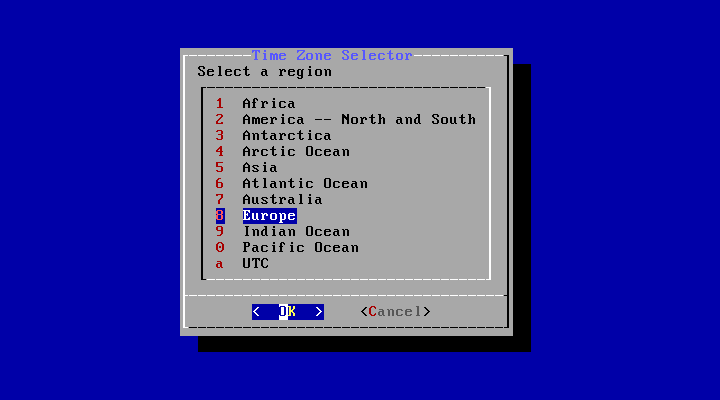 Time Zone Selector
Select a region
1 Africa
2 America -- North and South
3 Antarctica
4 Arctic Ocean
5 Asia
6 Atlantic Ocean
7 Australia
8 Europe
9 Indian Ocean
0 Pacific Ocean
a UTC
< OK > <Cancel>